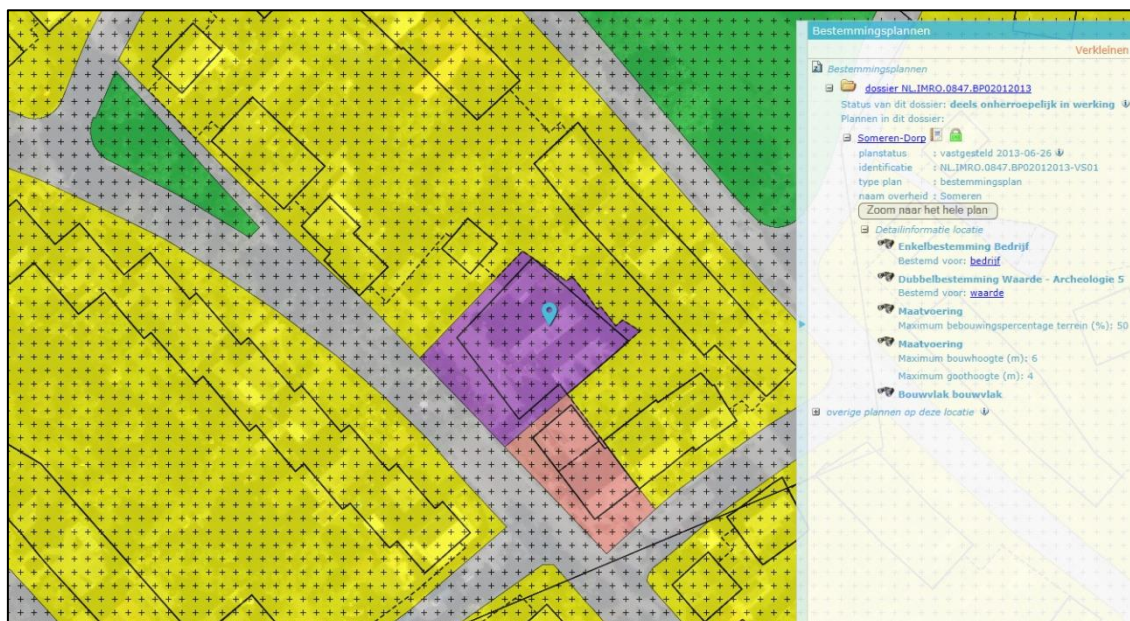 Bestemmingsplannen
Verkleinen
Bestemmingsplannen
dossier NL.IMRO.0847.BP02012013
Status van dit dossier: deels onherroepelijk in werking
Plannen in dit dossier:
Someren-Dorp
planstatus : vastgesteld 2013-06-26
identificatie : NL.IMRO.0847.BP02012013-VS01
type plan : bestemmingsplan
naam overheid : Someren
Zoom naar het hele plan
Detailinformatie locatie
Enkelbestemming Bedrijf
Bestemd voor: bedrijf
Dubbelbestemming Waarde - Archeologie 5
Bestemd voor: waarde
Maatvoering
Maximum bebouwingspercentage terrein (%): 50
Maatvoering
Maximum bouwhoogte (m): 6
Maximum goothoogte (m): 4
Bouwvlak bouwvlak
overige plannen op deze locatie